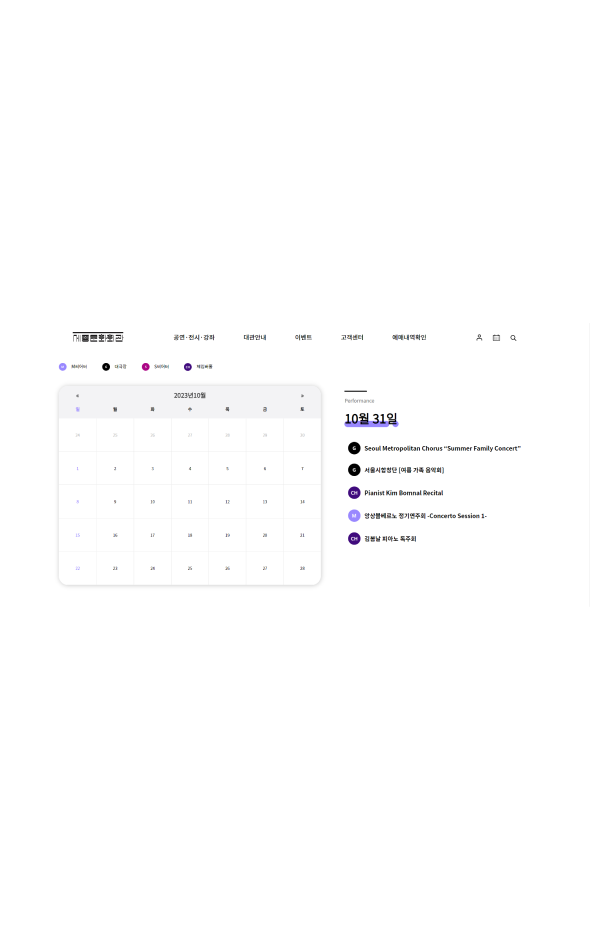 세종문화회관
공연·전시·강좌 대관안내 이벤트 고객센터 예매내역확인
M M씨어터 G 대극장 S S씨어터 CH 체임버홀
« 2023년10월 »
일 월 화 수 목 금 토
24 25 26 27 28 29 30
1 2 3 4 5 6 7
8 9 10 11 12 13 14
15 16 17 18 19 20 21
22 23 24 25 26 27 28
Performance
10월 31일
G Seoul Metropolitan Chorus “Summer Family Concert”
G 서울시합창단 [여름 가족 음악회]
CH Pianist Kim Bomnal Recital
M 앙상블베르노 정기연주회 -Concerto Session 1-
CH 김봄날 피아노 독주회